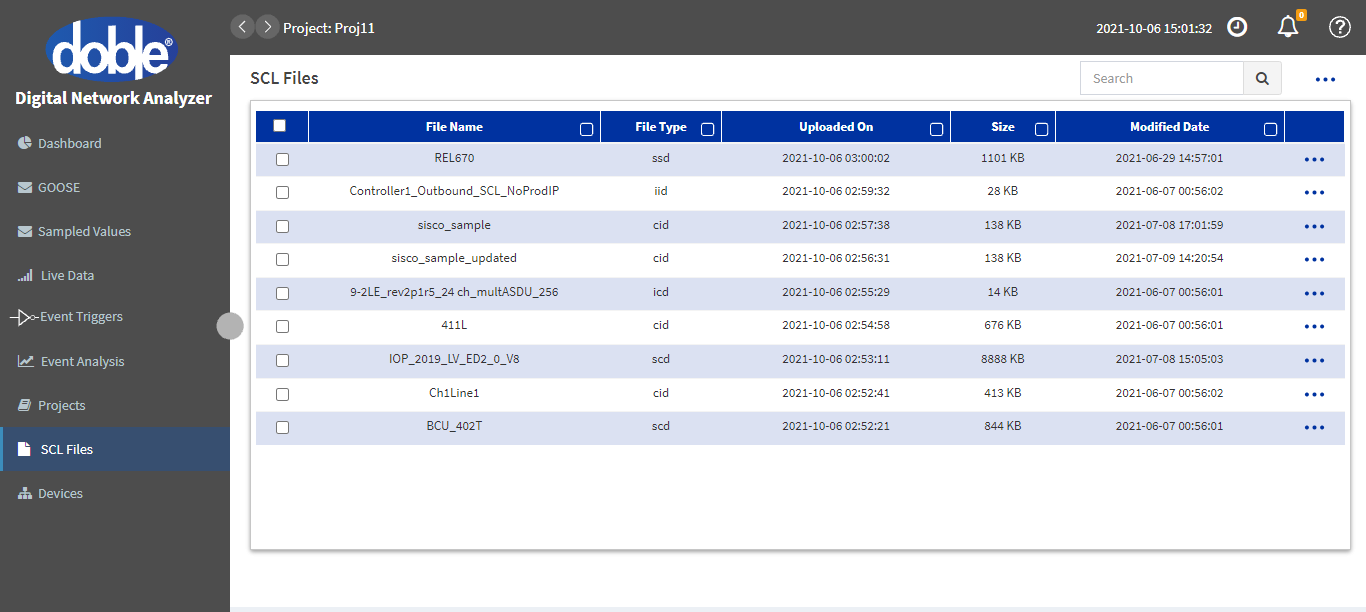 doble®
Digital Network Analyzer
Dashboard
GOOSE
Sampled Values
Live Data
Event Triggers
Event Analysis
Projects
SCL Files
Devices
Project: Proj11
2021-10-06 15:01:32
0
SCL Files
Search
File Name File Type Uploaded On Size Modified Date
REL670 ssd 2021-10-06 03:00:02 1101 KB 2021-06-29 14:57:01
Controller1_Outbound_SCL_NoProdIP iid 2021-10-06 02:59:32 28 KB 2021-06-07 00:56:02
sisco_sample cid 2021-10-06 02:57:38 138 KB 2021-07-08 17:01:59
sisco_sample_updated cid 2021-10-06 02:56:31 138 KB 2021-07-09 14:20:54
9-2LE_rev2p1r5_24 ch_multASDU_256 icd 2021-10-06 02:55:29 14 KB 2021-06-07 00:56:01
411L cid 2021-10-06 02:54:58 676 KB 2021-06-07 00:56:01
IOP_2019_LV_ED2_0_V8 scd 2021-10-06 02:53:11 8888 KB 2021-07-08 15:05:03
Ch1Line1 cid 2021-10-06 02:52:41 413 KB 2021-06-07 00:56:02
BCU_402T scd 2021-10-06 02:52:21 844 KB 2021-06-07 00:56:01